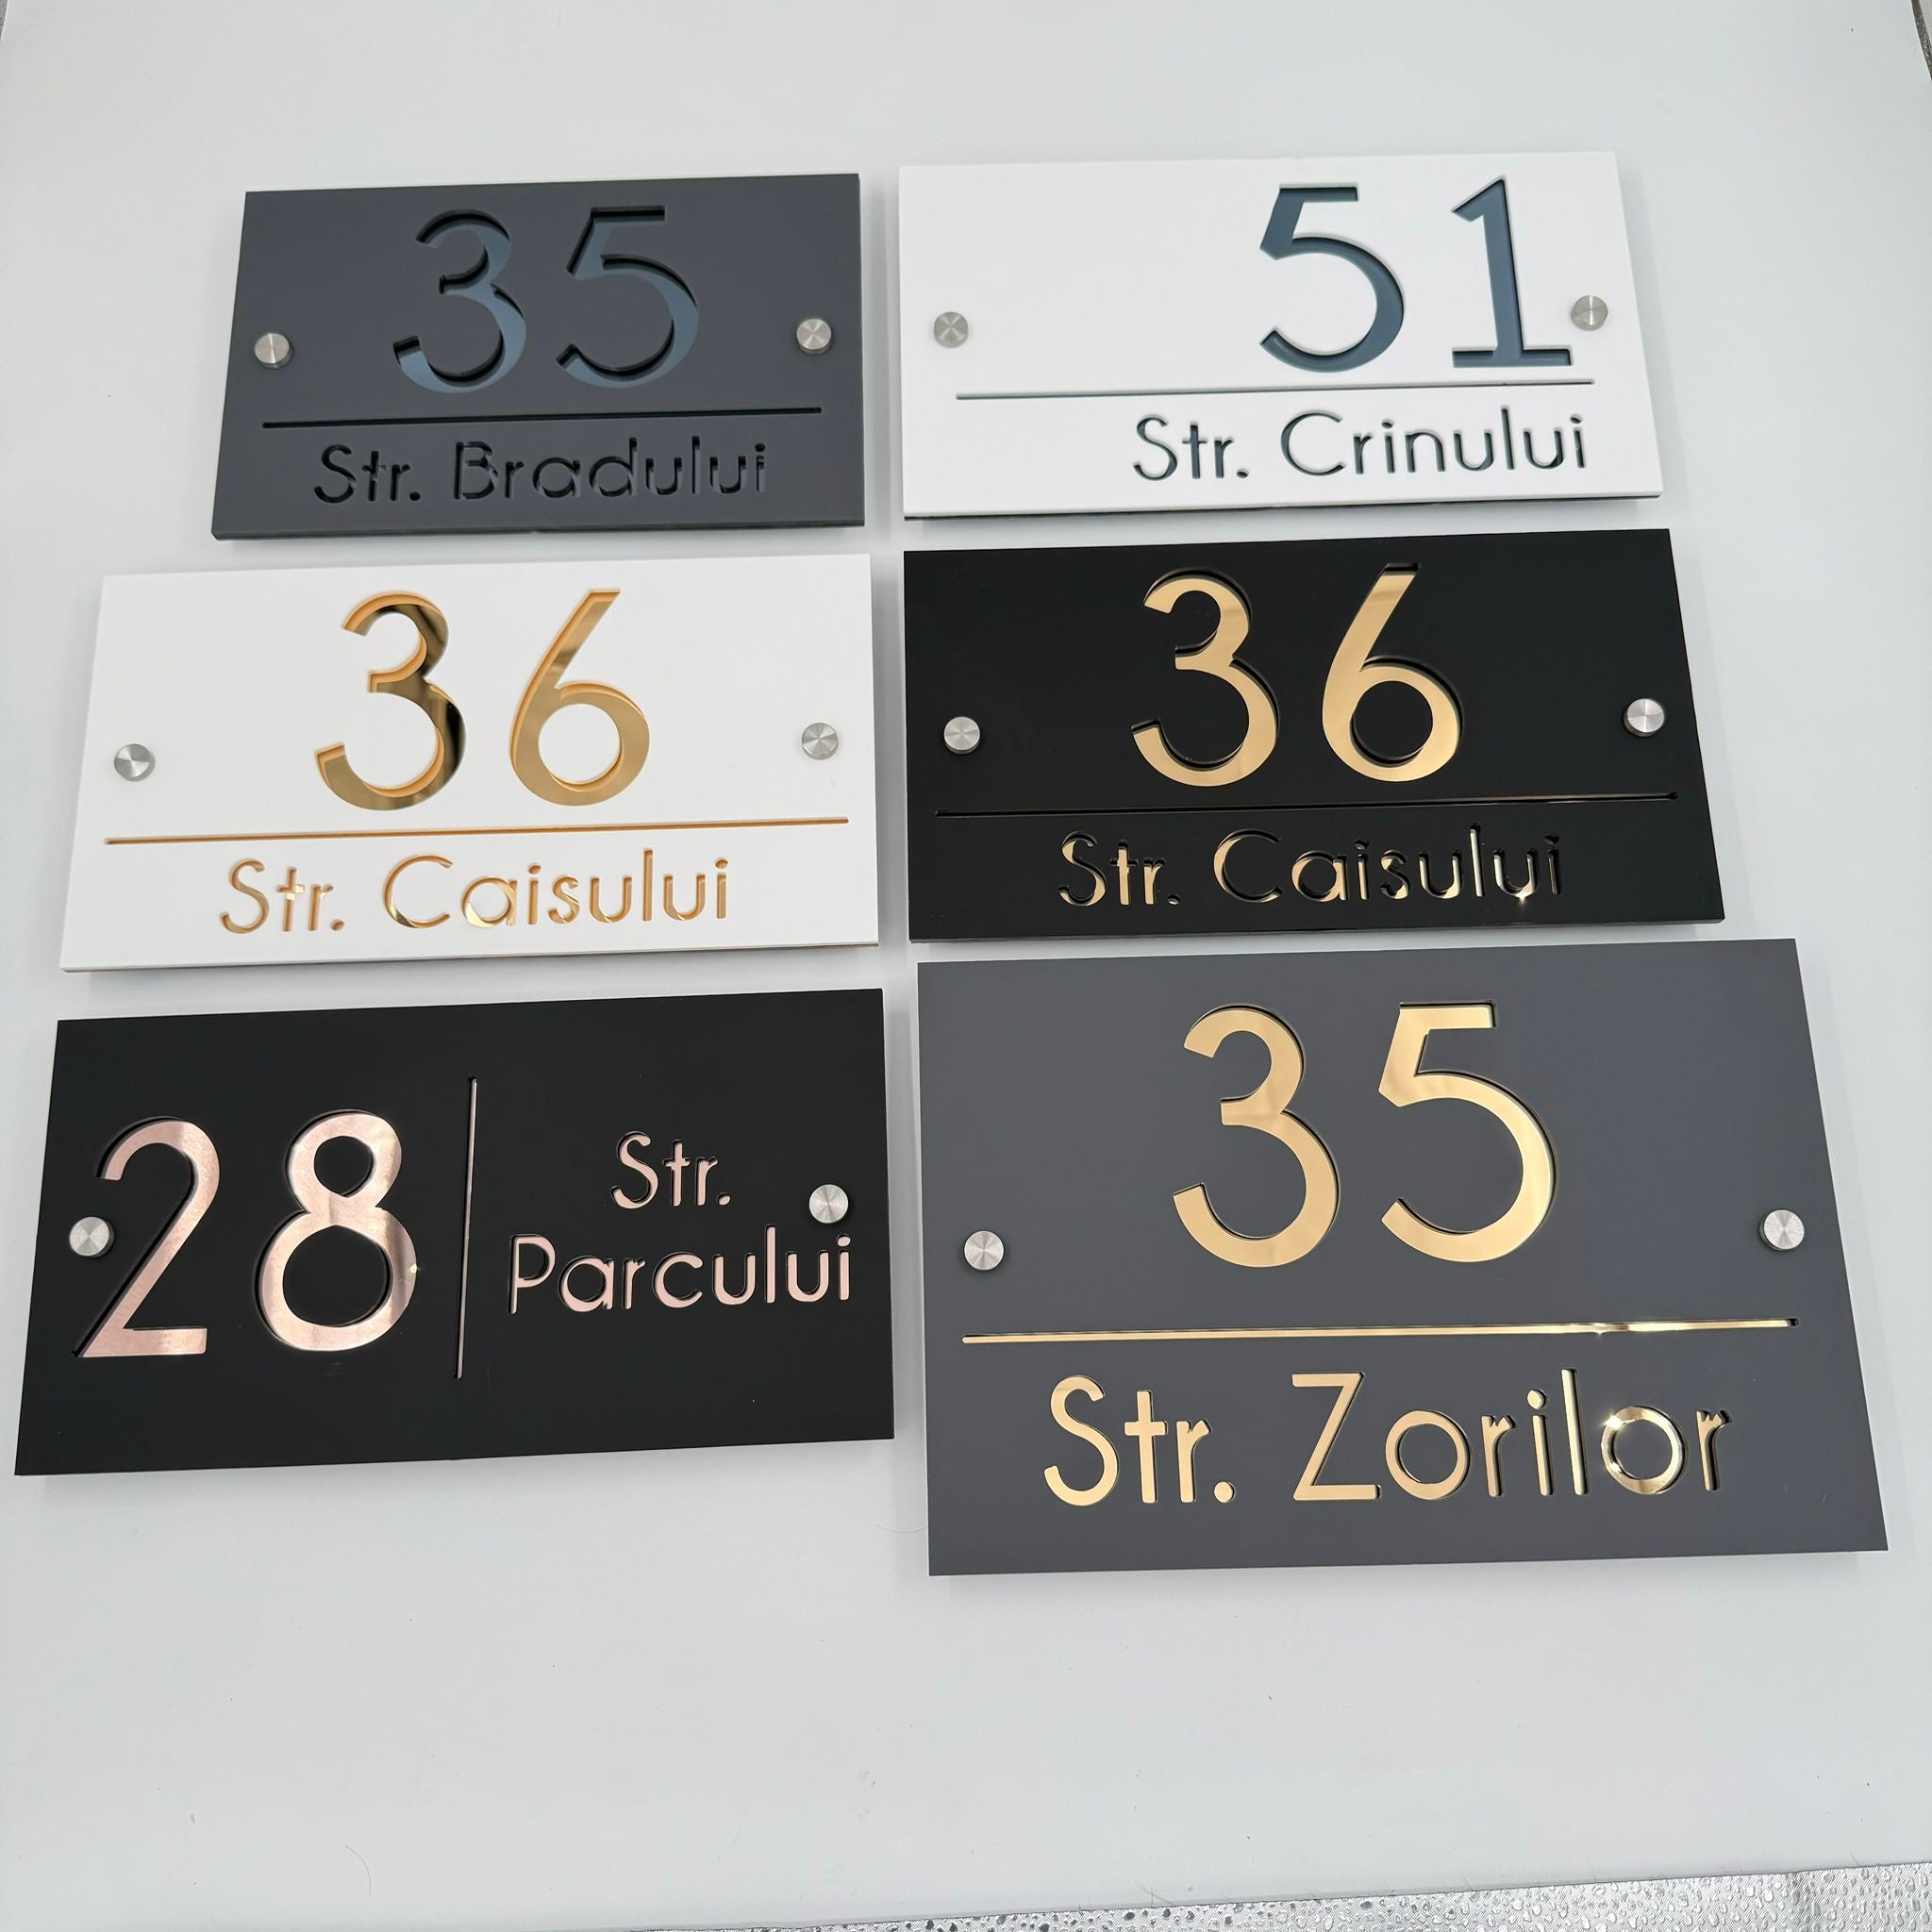 35
Str. Bradului
51
Str. Crinului
36
Str. Caisului
36
Str. Caisului
28
Str.
Parcului
35
Str. Zorilor